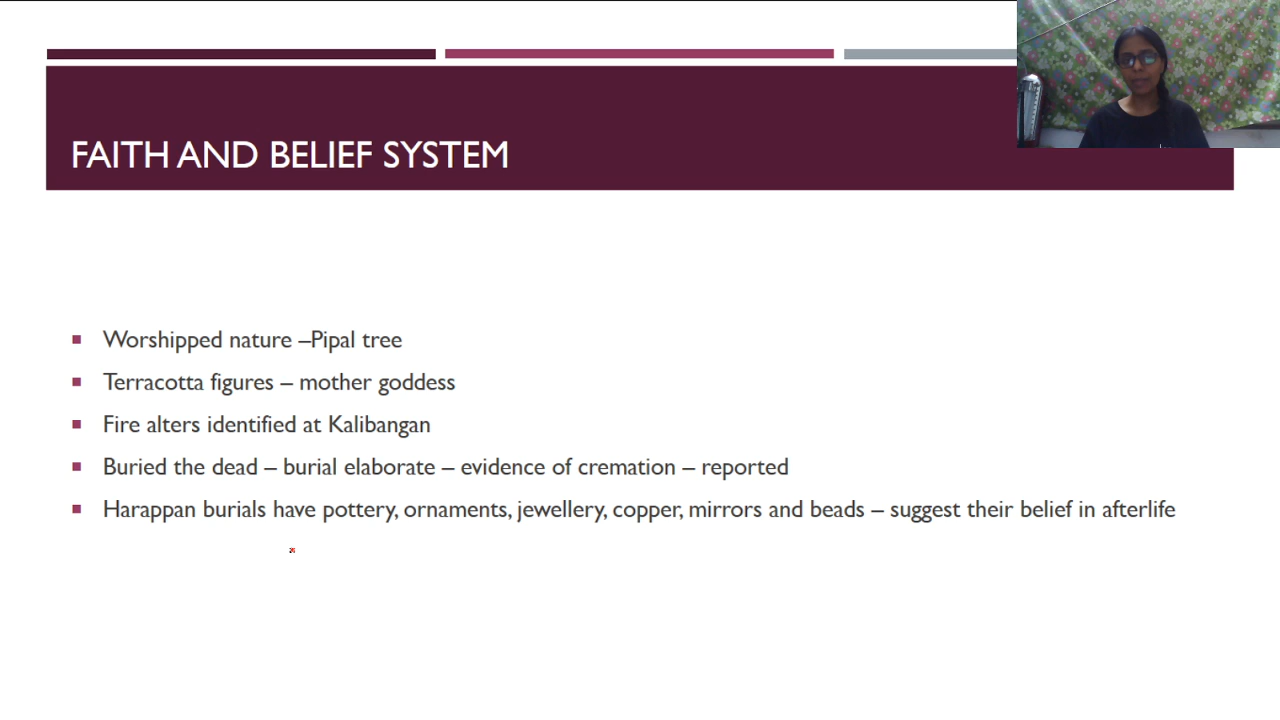 FAITH AND BELIEF SYSTEM
Worshipped nature –Pipal tree
Terracotta figures – mother goddess
Fire alters identified at Kalibangan
Buried the dead – burial elaborate – evidence of cremation – reported
Harappan burials have pottery, ornaments, jewellery, copper, mirrors and beads – suggest their belief in afterlife